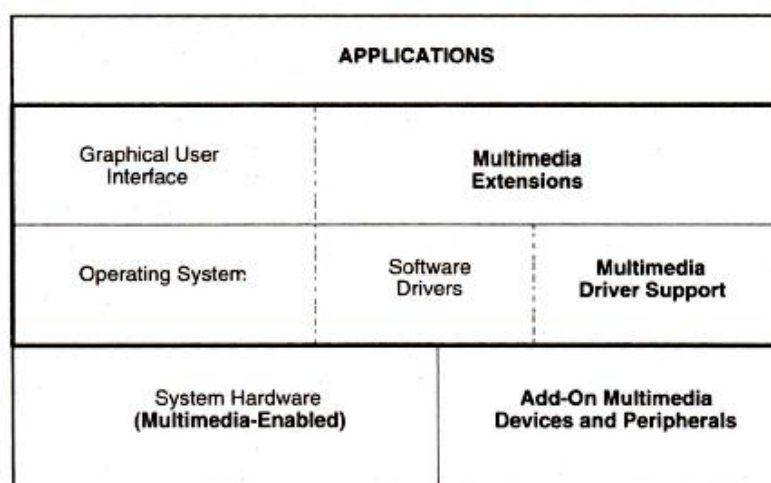 APPLICATIONS
Graphical User
Interface
Multimedia
Extensions
Operating System
Software
Drivers
Multimedia
Driver Support
System Hardware
(Multimedia-Enabled)
Add-On Multimedia
Devices and Peripherals